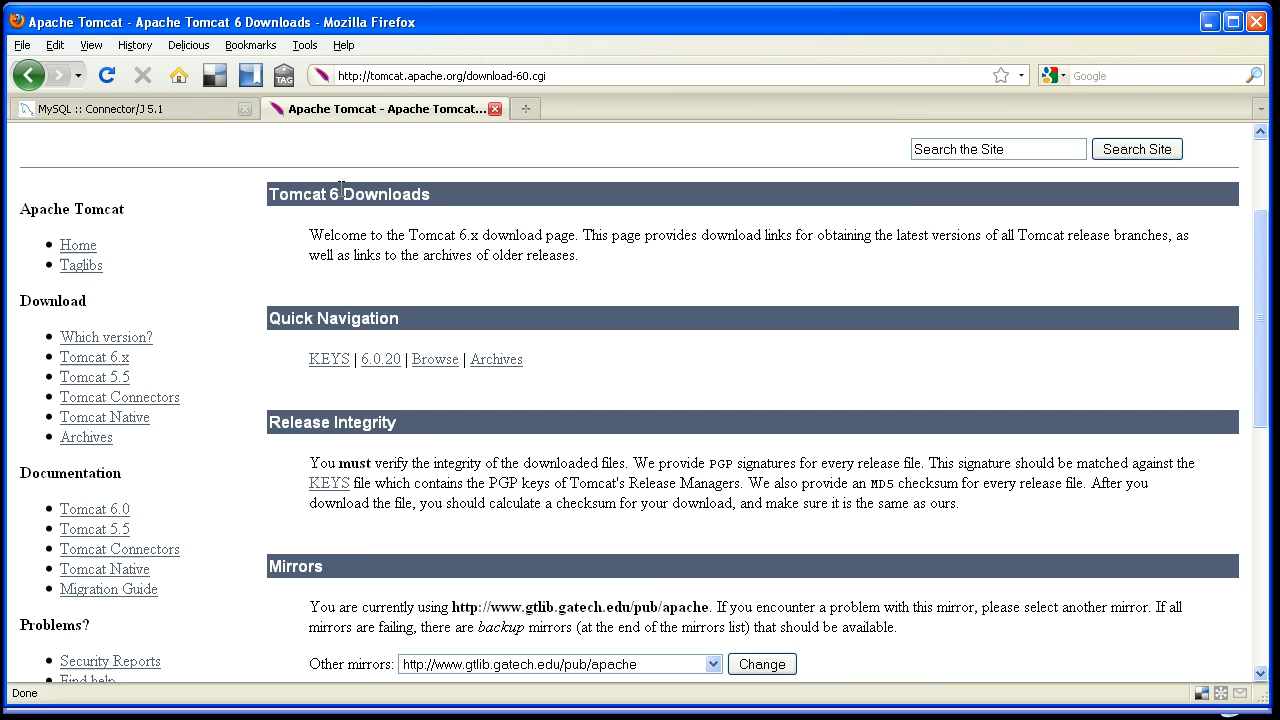 Apache Tomcat - Apache Tomcat 6 Downloads - Mozilla Firefox
File Edit View History Delicious Bookmarks Tools Help
TAG http://tomcat.apache.org/download-60.cgi Google
MySQL :: Connector/J 5.1 Apache Tomcat - Apache Tomcat...
Search the Site Search Site
Tomcat 6 Downloads
Welcome to the Tomcat 6.x download page. This page provides download links for obtaining the latest versions of all Tomcat release branches, as
well as links to the archives of older releases.
Quick Navigation
KEYS | 6.0.20 | Browse | Archives
Release Integrity
You must verify the integrity of the downloaded files. We provide PGP signatures for every release file. This signature should be matched against the
KEYS file which contains the PGP keys of Tomcat's Release Managers. We also provide an MD5 checksum for every release file. After you
download the file, you should calculate a checksum for your download, and make sure it is the same as ours.
Mirrors
You are currently using http://www.gtlib.gatech.edu/pub/apache. If you encounter a problem with this mirror, please select another mirror. If all
mirrors are failing, there are backup mirrors (at the end of the mirrors list) that should be available.
Other mirrors: http://www.gtlib.gatech.edu/pub/apache Change
Apache Tomcat
Home
Taglibs
Download
Which version?
Tomcat 6.x
Tomcat 5.5
Tomcat Connectors
Tomcat Native
Archives
Documentation
Tomcat 6.0
Tomcat 5.5
Tomcat Connectors
Tomcat Native
Migration Guide
Problems?
Security Reports
Find help
Done